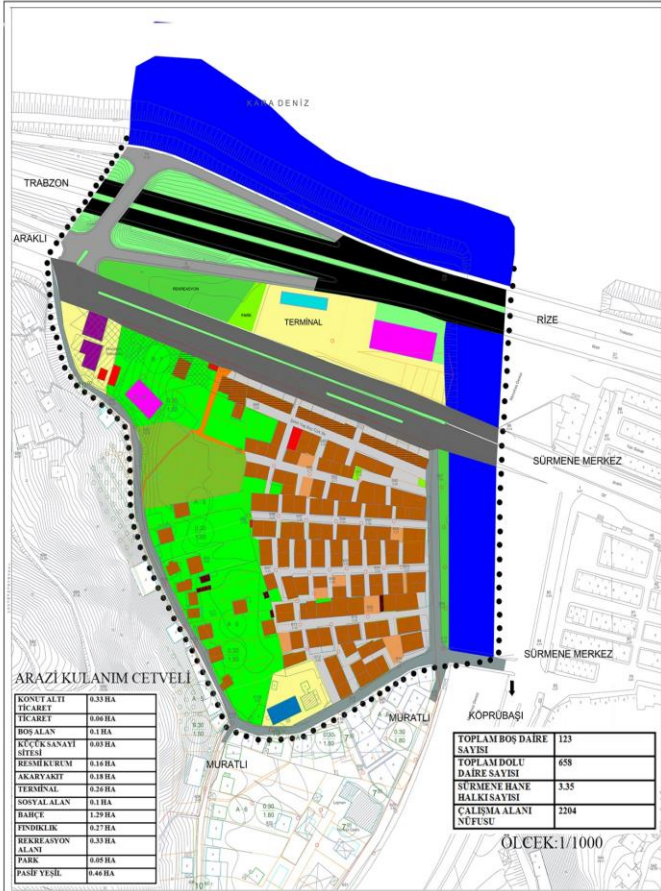 KARA DENİZ
TRABZON
ARAKLI
REKREASYON
PARK
TERMİNAL
RİZE
SÜRMENE MERKEZ
SÜRMENE MERKEZ
KÖPRÜBAŞI
MURATLI
MURATLI
ARAZİ KULANIM CETVELİ
KONUT ALTI TİCARET 0.33 HA
TİCARET 0.06 HA
BOŞ ALAN 0.1 HA
KÜÇÜK SANAYİ SİTESİ 0.03 HA
RESMİ KURUM 0.16 HA
AKARYAKIT 0.18 HA
TERMİNAL 0.26 HA
SOSYAL ALAN 0.1 HA
BAHÇE 1.29 HA
FINDIKLIK 0.27 HA
REKREASYON ALANI 0.33 HA
PARK 0.05 HA
PASİF YEŞİL 0.46 HA
TOPLAM BOŞ DAİRE SAYISI 123
TOPLAM DOLU DAİRE SAYISI 658
SÜRMENE HANE HALKI SAYISI 3.35
ÇALIŞMA ALANI NÜFUSU 2204
ÖLCEK:1/1000